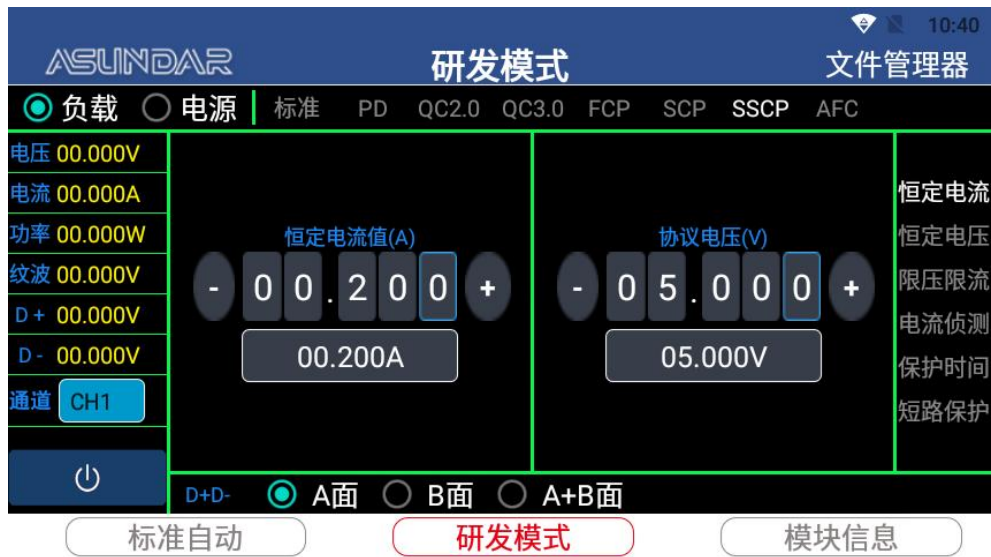 10:40
ASUNDAR 研发模式 文件管理器
负载 电源 标准 PD QC2.0 QC3.0 FCP SCP SSCP AFC
电压 00.000V
电流 00.000A
功率 00.000W
纹波 00.000V
D+ 00.000V
D- 00.000V
通道 CH1
恒定电流值(A)
- 0 0 . 2 0 0 +
00.200A
协议电压(V)
- 0 5 . 0 0 0 +
05.000V
恒定电流
恒定电压
限压限流
电流侦测
保护时间
短路保护
D+D- A面 B面 A+B面
标准自动 研发模式 模块信息